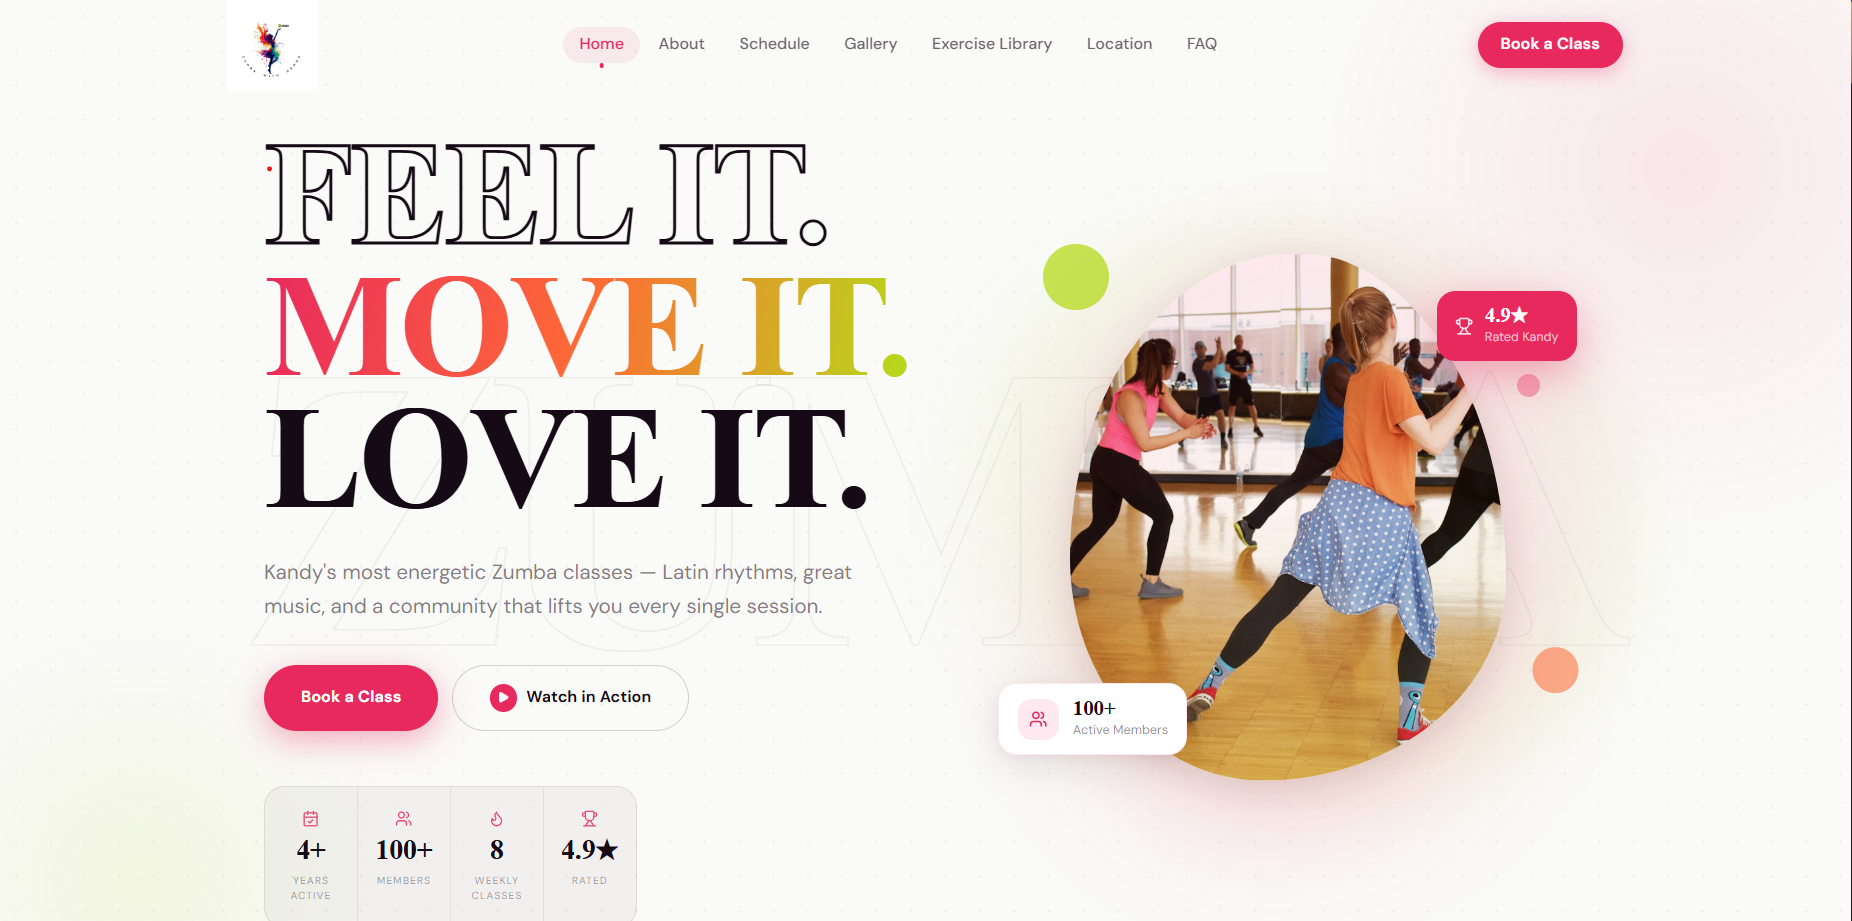 Home
About
Schedule
Gallery
Exercise Library
Location
FAQ
Book a Class
FEEL IT.
MOVE IT.
LOVE IT.
ZUMBA
Kandy's most energetic Zumba classes — Latin rhythms, great
music, and a community that lifts you every single session.
Book a Class
Watch in Action
4.9★
Rated Kandy
100+
Active Members
4+
YEARS
ACTIVE
100+
MEMBERS
8
WEEKLY
CLASSES
4.9★
RATED